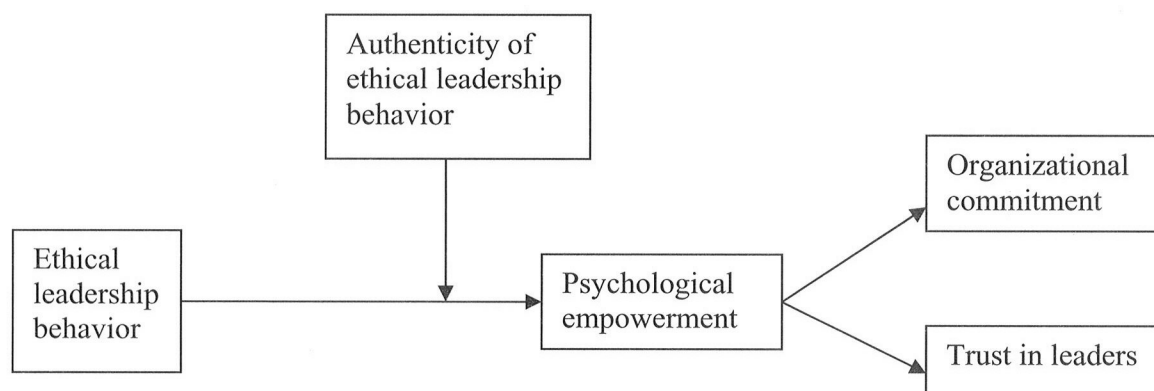 Authenticity of
ethical leadership
behavior
Organizational
commitment
Ethical
leadership
behavior
Psychological
empowerment
Trust in leaders